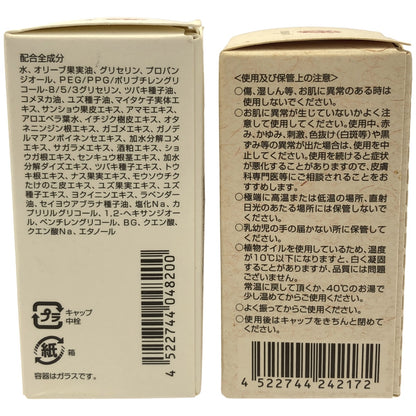 配合全成分
水、オリーブ果実油、グリセリン、プロパン
ジオール、PEG/PPG/ポリブチレングリ
コール-8/5/3グリセリン、ツバキ種子油、
コメヌカ油、ユズ種子油、マイタケ子実体エ
キス、サンショウ果皮エキス、アマモエキス、
アロエベラ葉水、イチジク樹皮エキス、オタ
ネニンジン根エキス、ガゴメエキス、ガノデ
ルマアンボイネンセエキス、加水分解コメエ
キス、サガラメエキス、酒粕エキス、ショ
ウガ根エキス、センキュウ根茎エキス、加水
分解ダイズエキス、ツバキ種子エキス、トウ
キ根エキス、ナス果実エキス、モウソウチク
たけのこ皮エキス、ユズ果実エキス、ユズ種
子エキス、ヨクイニンエキス、ラベンダー
油、セイヨウアブラナ種子油、塩化Na、カ
プリリルグリコール、1,2-ヘキサンジオー
ル、ペンチレングリコール、BG、クエン酸、
クエン酸Na、エタノール
プラ
キャップ
中栓
紙
箱
容器はガラスです。
4 522744 048200
<使用及び保管上の注意>
●傷、湿しん等、お肌に異常のある時は
使用しないでください。
●お肌に異常が生じていないかよく注
意して使用してください。使用中、赤
み、かゆみ、刺激、色抜け(白斑等)や黒
ずみ等の異常が出た場合は、使用を中
止してください。使用を続けると症状
が悪化することがありますので、皮膚
科専門医等にご相談されることをお
すすめします。
●極端に高温または低温の場所、直射
日光のあたる場所には保管しないでく
ださい。
●乳幼児の手の届かない所に保管して
ください。
●植物オイルを使用しているため、温度
が10℃以下になりますと、白く凝固
することがありますが、品質には問題
ございません。
常温に戻して頂くか、40℃のお湯で
少し温めてからご使用ください。
●よく振ってからご使用ください。
●使用後はキャップをきちんと閉めて
ください。
4 522744 242172